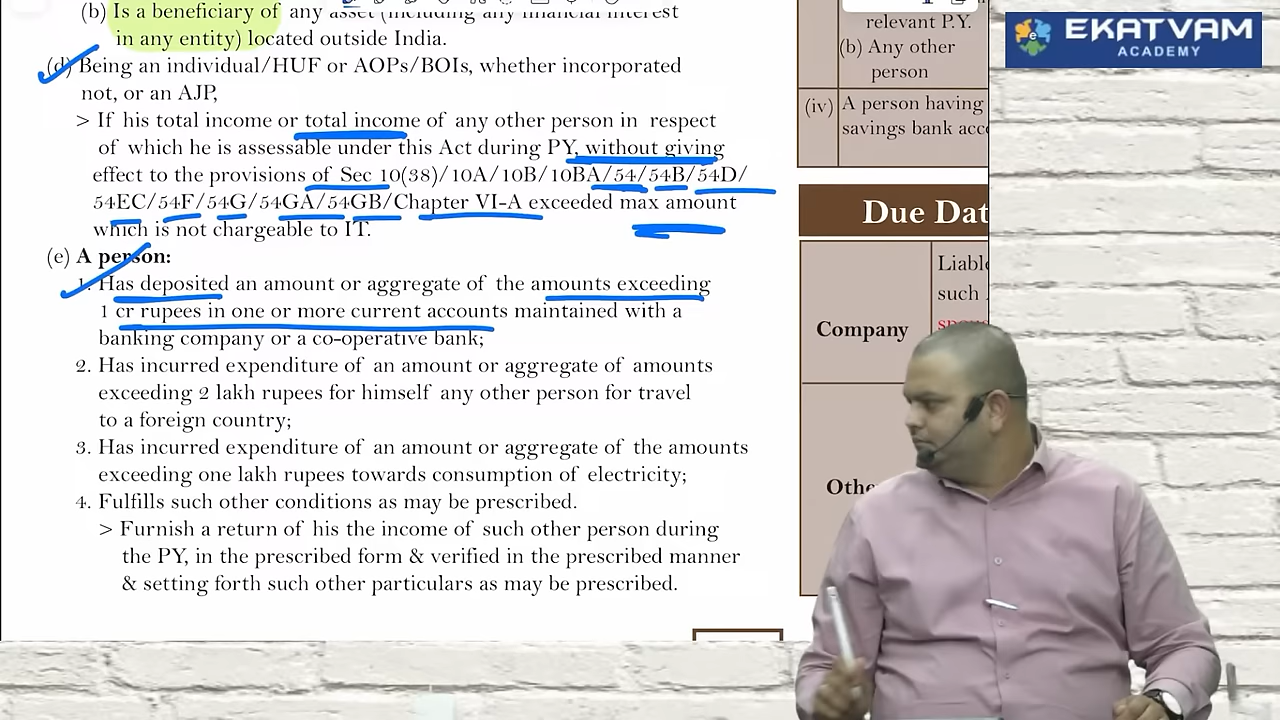 (b) Is a beneficiary of any asset (including any financial interest
in any entity) located outside India.
(d) Being an individual/HUF or AOPs/BOIs, whether incorporated
not, or an AJP,
> If his total income or total income of any other person in respect
of which he is assessable under this Act during PY, without giving
effect to the provisions of Sec 10(38)/10A/10B/10BA/54/54B/54D/
54EC/54F/54G/54GA/54GB/Chapter VI-A exceeded max amount
which is not chargeable to IT.
(e) A person:
1. Has deposited an amount or aggregate of the amounts exceeding
1 cr rupees in one or more current accounts maintained with a
banking company or a co-operative bank;
2. Has incurred expenditure of an amount or aggregate of amounts
exceeding 2 lakh rupees for himself any other person for travel
to a foreign country;
3. Has incurred expenditure of an amount or aggregate of the amounts
exceeding one lakh rupees towards consumption of electricity;
4. Fulfills such other conditions as may be prescribed.
> Furnish a return of his the income of such other person during
the PY, in the prescribed form & verified in the prescribed manner
& setting forth such other particulars as may be prescribed.
relevant P.Y.
(b) Any other
person
(iv) A person having
savings bank
Due
Company
such
EKATVAM
ACADEMY